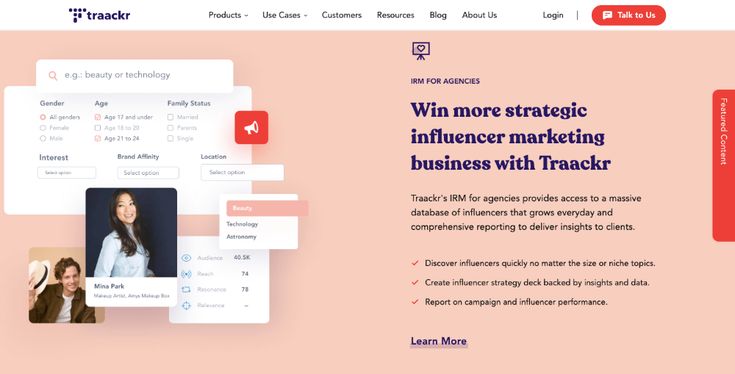 traackr
Products Use Cases Customers Resources Blog About Us Login Talk to Us
e.g.: beauty or technology
Gender Age Family Status
All genders Age 17 and under Married
Female Age 18 to 20 Parents
Male Age 21 to 24 Single
Interest Brand Affinity Location
Select option Select option Select option
Beauty
Technology
Astronomy
Mina Park
Makeup Artist, Amys Makeup Box
Audience 40.5K
Reach 74
Resonance 78
Relevance –
IRM FOR AGENCIES
Win more strategic
influencer marketing
business with Traackr
Traackr's IRM for agencies provides access to a massive
database of influencers that grows everyday and
comprehensive reporting to deliver insights to clients.
Discover influencers quickly no matter the size or niche topics.
Create influencer strategy deck backed by insights and data.
Report on campaign and influencer performance.
Learn More
Featured Content